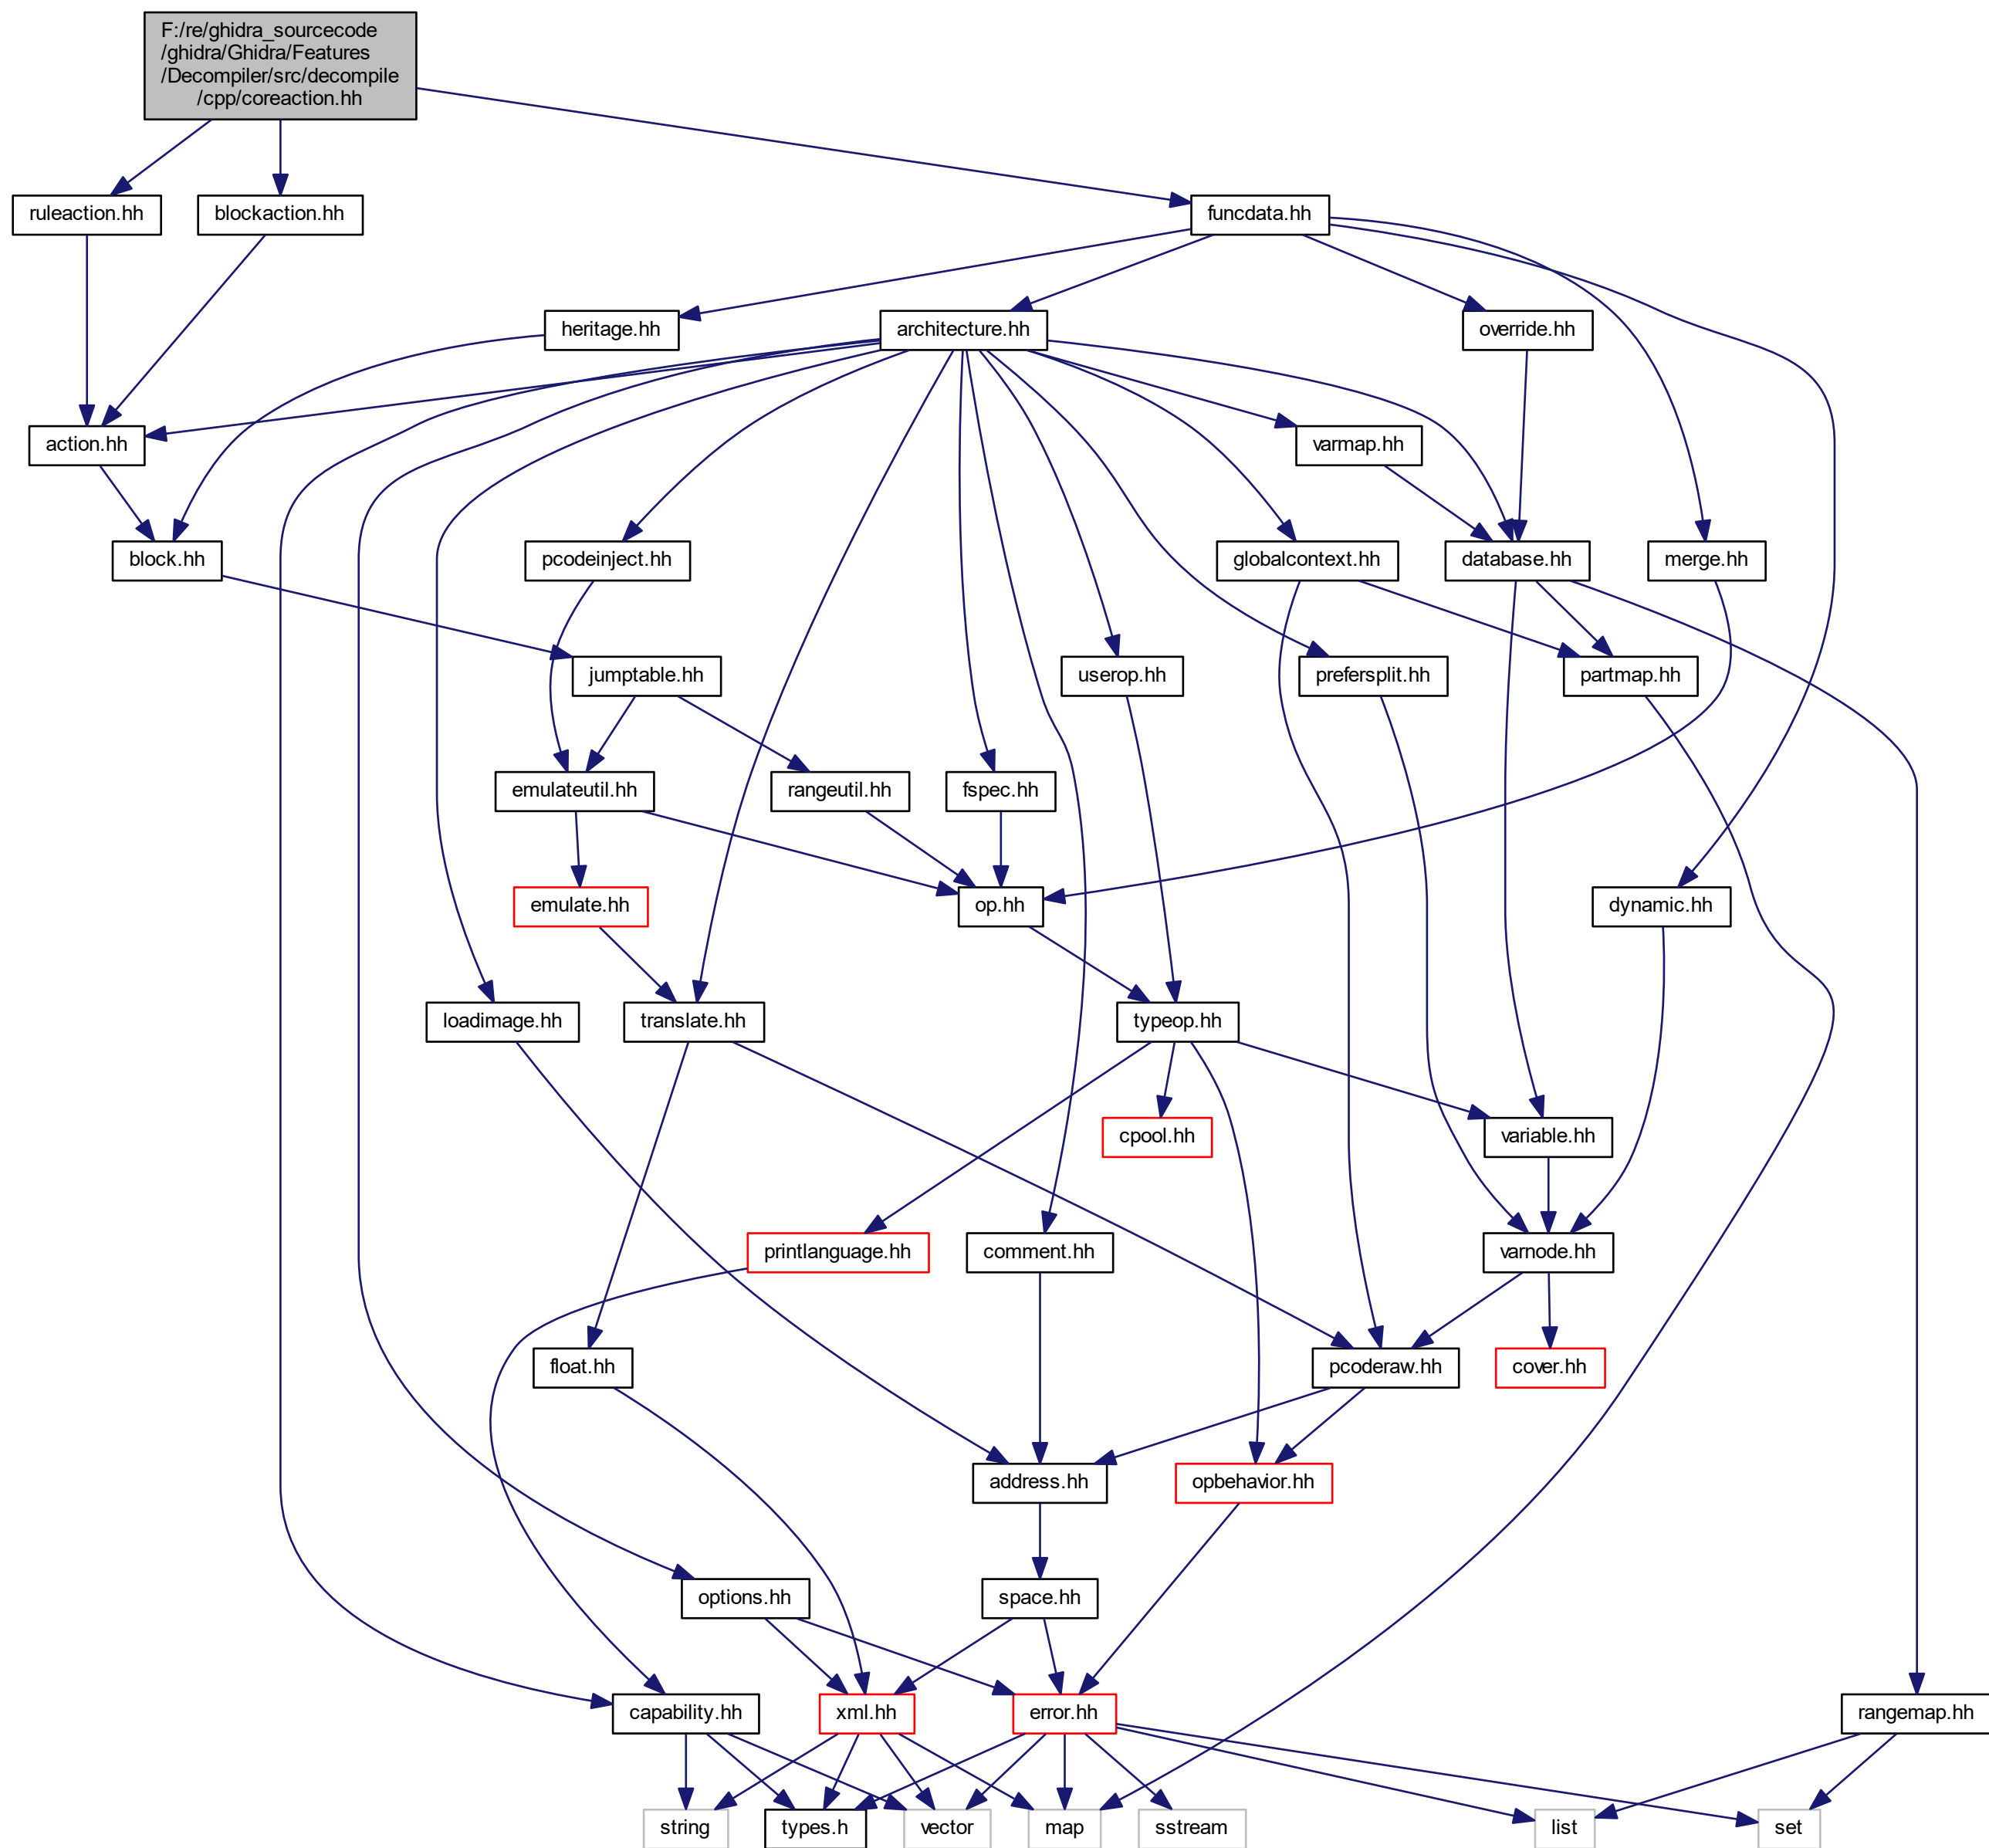 F:/re/ghidra_sourcecode
/ghidra/Ghidra/Features
/Decompiler/src/decompile
/cpp/coreaction.hh
ruleaction.hh
blockaction.hh
funcdata.hh
heritage.hh
architecture.hh
override.hh
action.hh
varmap.hh
block.hh
pcodeinject.hh
globalcontext.hh
database.hh
merge.hh
jumptable.hh
userop.hh
prefersplit.hh
partmap.hh
emulateutil.hh
rangeutil.hh
fspec.hh
emulate.hh
op.hh
dynamic.hh
loadimage.hh
translate.hh
typeop.hh
cpool.hh
variable.hh
printlanguage.hh
comment.hh
varnode.hh
float.hh
pcoderaw.hh
cover.hh
address.hh
opbehavior.hh
options.hh
space.hh
capability.hh
xml.hh
error.hh
rangemap.hh
string
types.h
vector
map
sstream
list
set